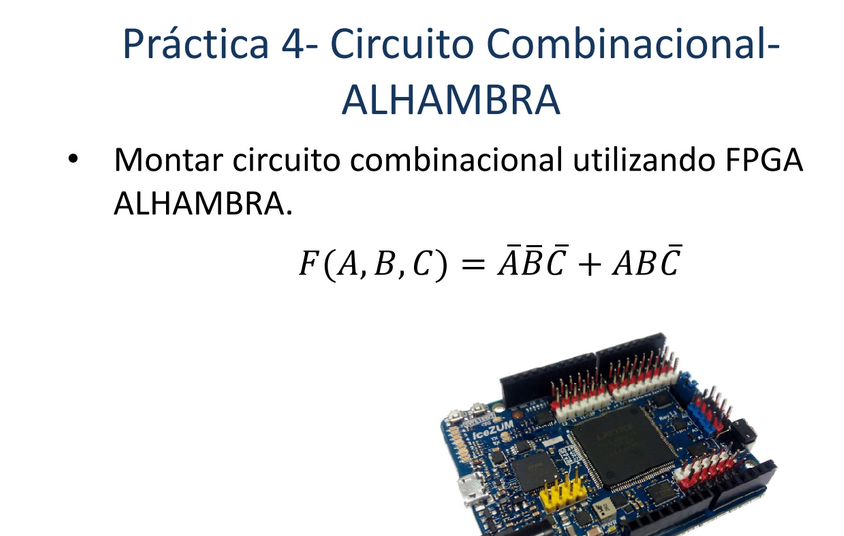 Práctica 4- Circuito Combinacional-
ALHAMBRA
• Montar circuito combinacional utilizando FPGA
ALHAMBRA.
F(A, B, C) = A̅B̅C̅ + ABC̅
IceZUM